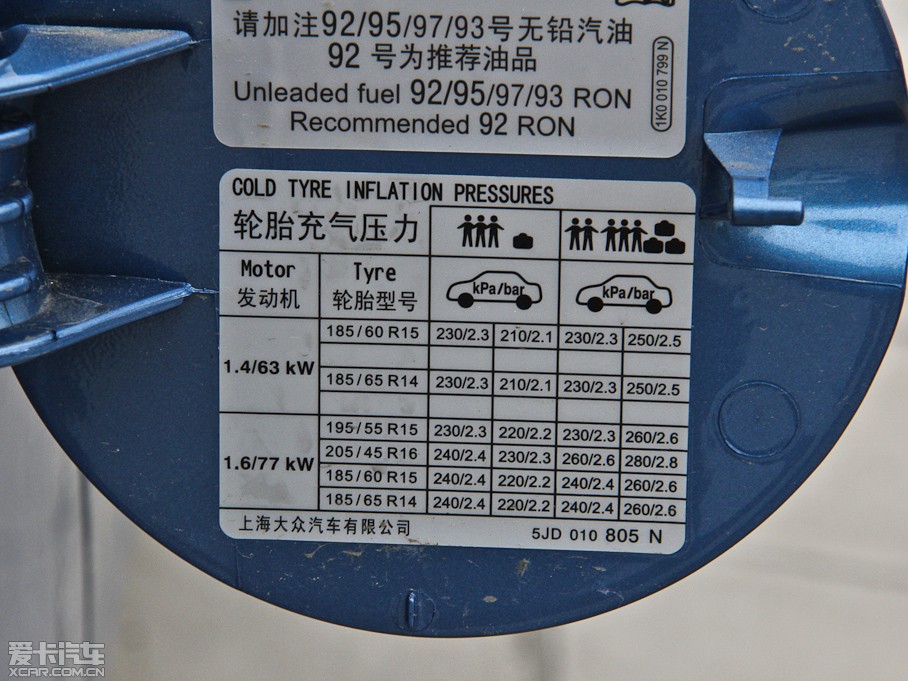 请加注92/95/97/93号无铅汽油
92 号为推荐油品
Unleaded fuel 92/95/97/93 RON
Recommended 92 RON
1K0 010 799 N
COLD TYRE INFLATION PRESSURES
轮胎充气压力
Motor Tyre kPa/bar kPa/bar
发动机 轮胎型号
1.4/63 kW
185/60 R15 230/2.3 210/2.1 230/2.3 250/2.5
185/65 R14 230/2.3 210/2.1 230/2.3 250/2.5
1.6/77 kW
195/55 R15 230/2.3 220/2.2 230/2.3 260/2.6
205/45 R16 240/2.4 230/2.3 260/2.6 280/2.8
185/60 R15 240/2.4 220/2.2 240/2.4 260/2.6
185/65 R14 240/2.4 220/2.2 240/2.4 260/2.6
上海大众汽车有限公司 5JD 010 805 N
爱卡汽车
XCAR.COM.CN